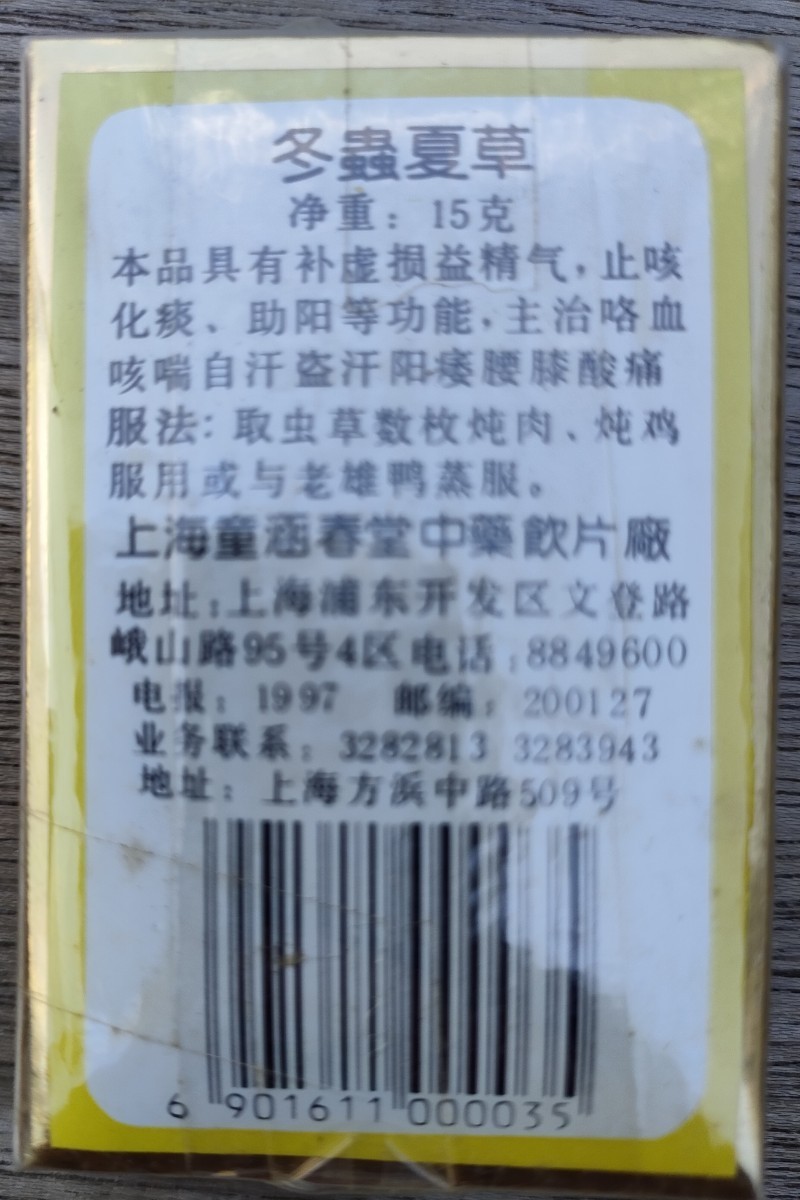 冬蟲夏草
净重：15克
本品具有补虚损益精气，止咳
化痰、助阳等功能，主治咯血
咳喘自汗盗汗阳痿腰膝酸痛
服法：取虫草数枚炖肉、炖鸡
服用或与老雄鸭蒸服。
上海童涵春堂中藥飲片廠
地址：上海浦东开发区文登路
峨山路95号4区电话：8849600
电报：1997 邮编：200127
业务联系：3282813 3283943
地址：上海方浜中路509号
6 901611 000035